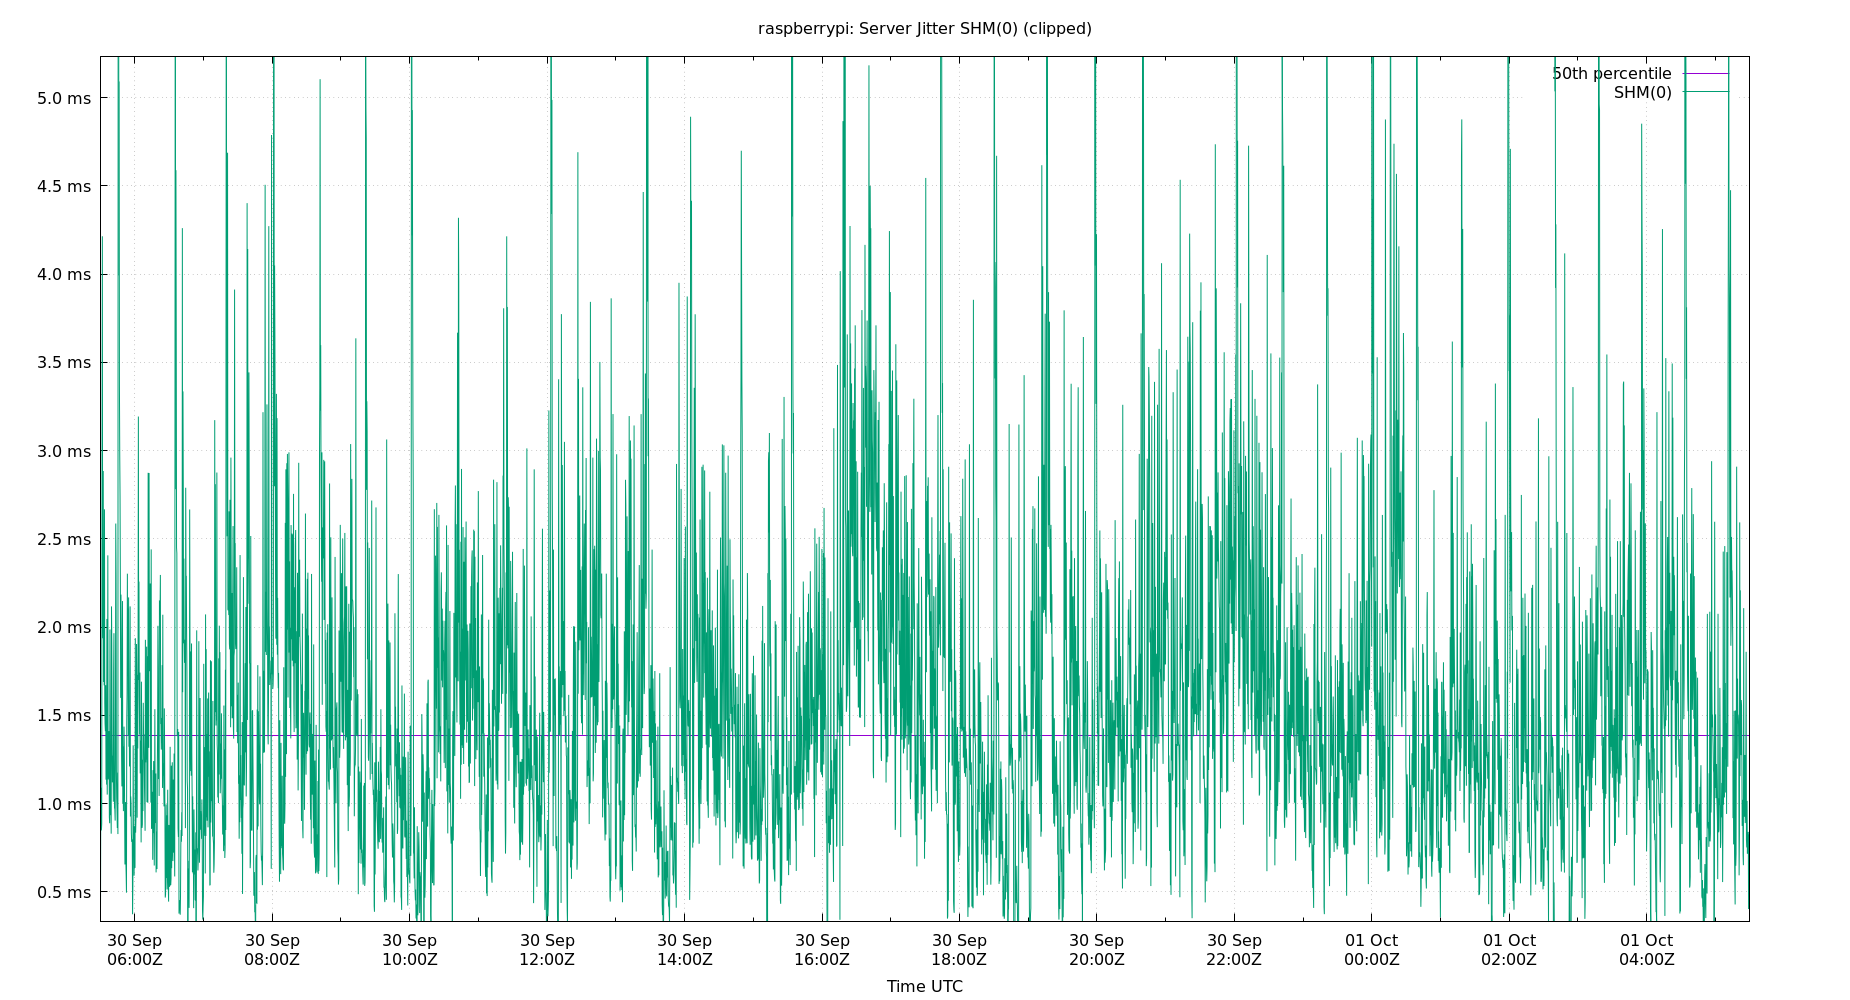 raspberrypi: Server Jitter SHM(0) (clipped)
50th percentile
SHM(0)
5.0 ms
4.5 ms
4.0 ms
3.5 ms
3.0 ms
2.5 ms
2.0 ms
1.5 ms
1.0 ms
0.5 ms
30 Sep 30 Sep 30 Sep 30 Sep 30 Sep 30 Sep 30 Sep 30 Sep 30 Sep 01 Oct 01 Oct 01 Oct
06:00Z 08:00Z 10:00Z 12:00Z 14:00Z 16:00Z 18:00Z 20:00Z 22:00Z 00:00Z 02:00Z 04:00Z
Time UTC